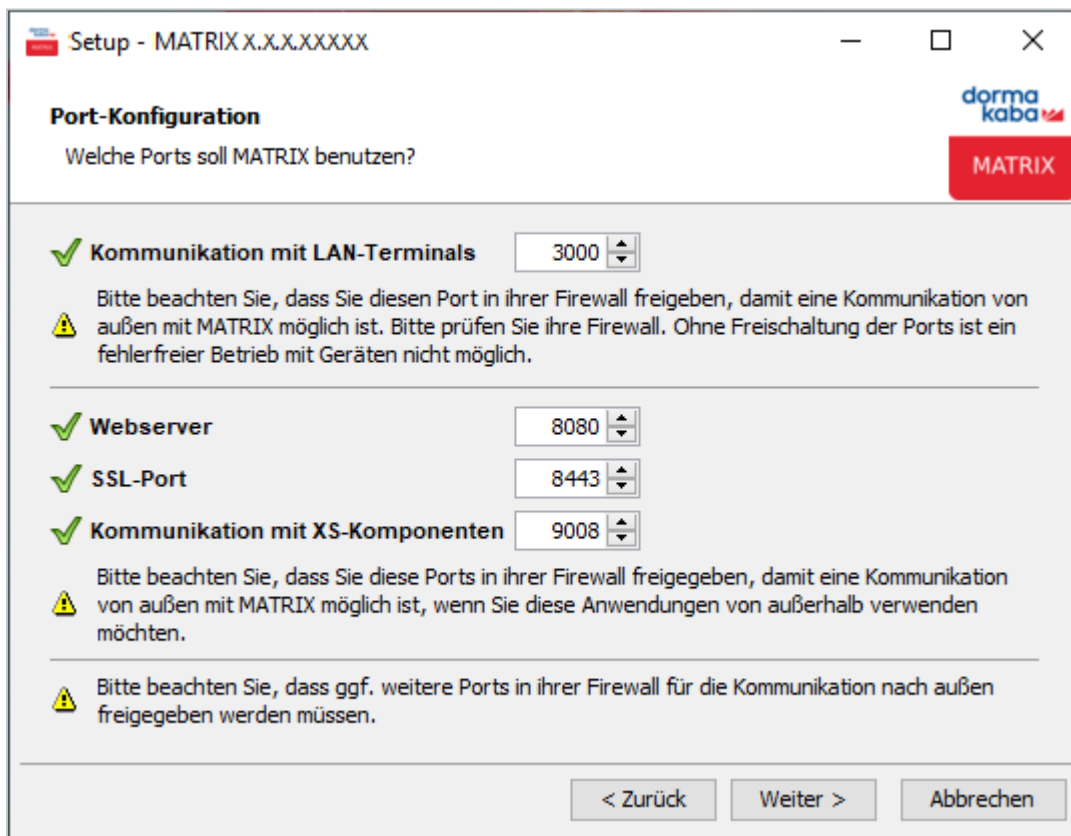 Setup - MATRIX X.X.X.XXXXX
dorma
kaba
Port-Konfiguration
Welche Ports soll MATRIX benutzen?
MATRIX
Kommunikation mit LAN-Terminals 3000
Bitte beachten Sie, dass Sie diesen Port in ihrer Firewall freigeben, damit eine Kommunikation von
außen mit MATRIX möglich ist. Bitte prüfen Sie ihre Firewall. Ohne Freischaltung der Ports ist ein
fehlerfreier Betrieb mit Geräten nicht möglich.
Webserver 8080
SSL-Port 8443
Kommunikation mit XS-Komponenten 9008
Bitte beachten Sie, dass Sie diese Ports in ihrer Firewall freigegeben, damit eine Kommunikation
von außen mit MATRIX möglich ist, wenn Sie diese Anwendungen von außerhalb verwenden
möchten.
Bitte beachten Sie, dass ggf. weitere Ports in ihrer Firewall für die Kommunikation nach außen
freigegeben werden müssen.
< Zurück Weiter > Abbrechen